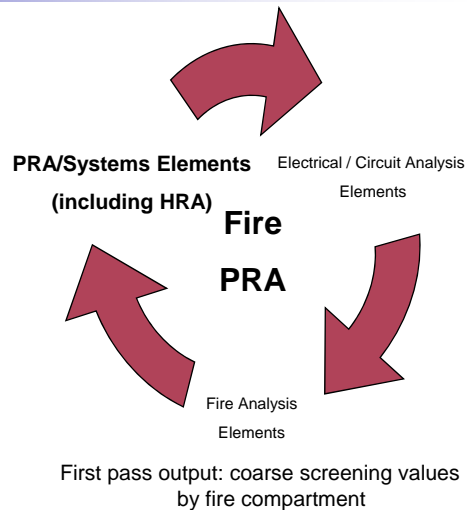 PRA/Systems Elements
(including HRA)
Electrical / Circuit Analysis
Elements
Fire
PRA
Fire Analysis
Elements
First pass output: coarse screening values
by fire compartment